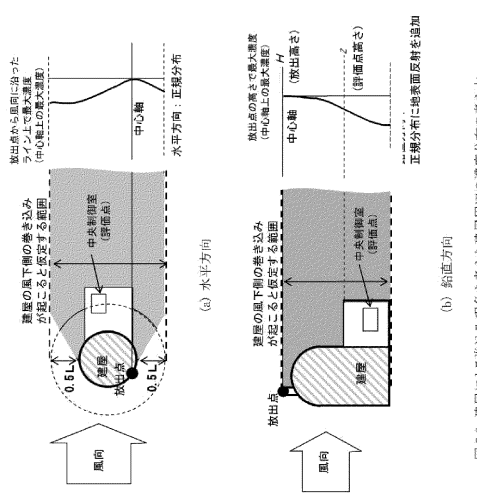 放出点から風向に沿った
ライン上で最大濃度
(中心軸上の最大濃度)
建屋の風下側の巻き込み
が起こると仮定する範囲
中央制御室
(評価点)
0.5L
建屋
放出点
0.5L
風向
中心軸
水平方向：正規分布
(a) 水平方向
放出点の高さで最大濃度
(中心軸上の最大濃度)
H
(放出高さ)
中心軸
z
(評価点高さ)
正規分布に地表面反射を追加
建屋の風下側の巻き込み
が起こると仮定する範囲
放出点
中央制御室
(評価点)
建屋
風向
(b) 鉛直方向